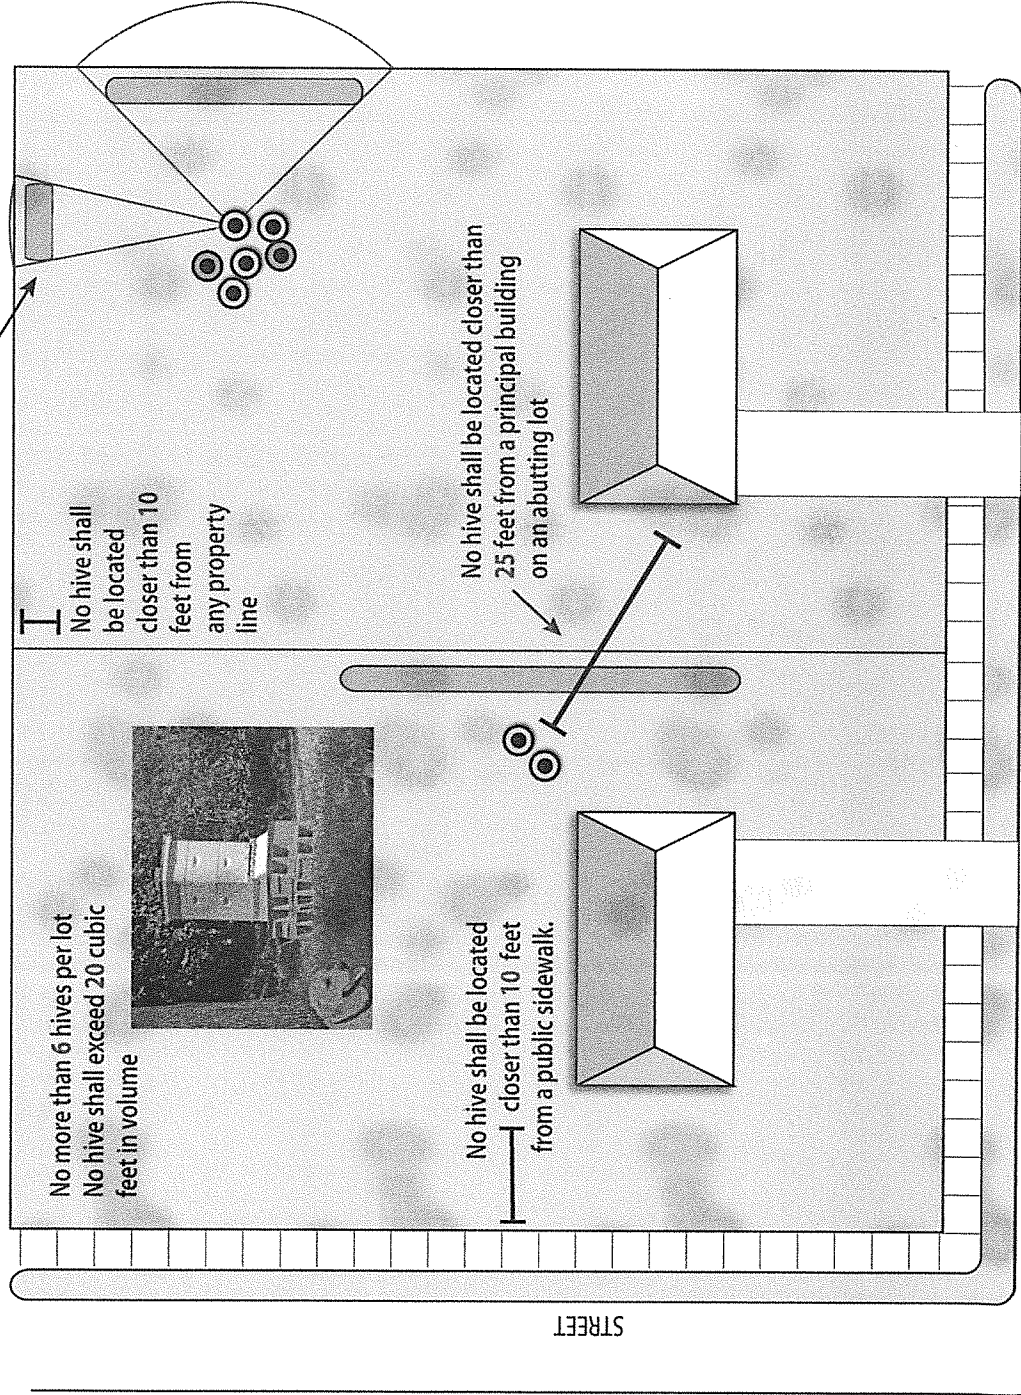 No more than 6 hives per lot
No hive shall exceed 20 cubic
feet in volume
No hive shall
be located
closer than 10
feet from
any property
line
No hive shall be located
closer than 10 feet
from a public sidewalk.
No hive shall be located closer than
25 feet from a principal building
on an abutting lot
STREET